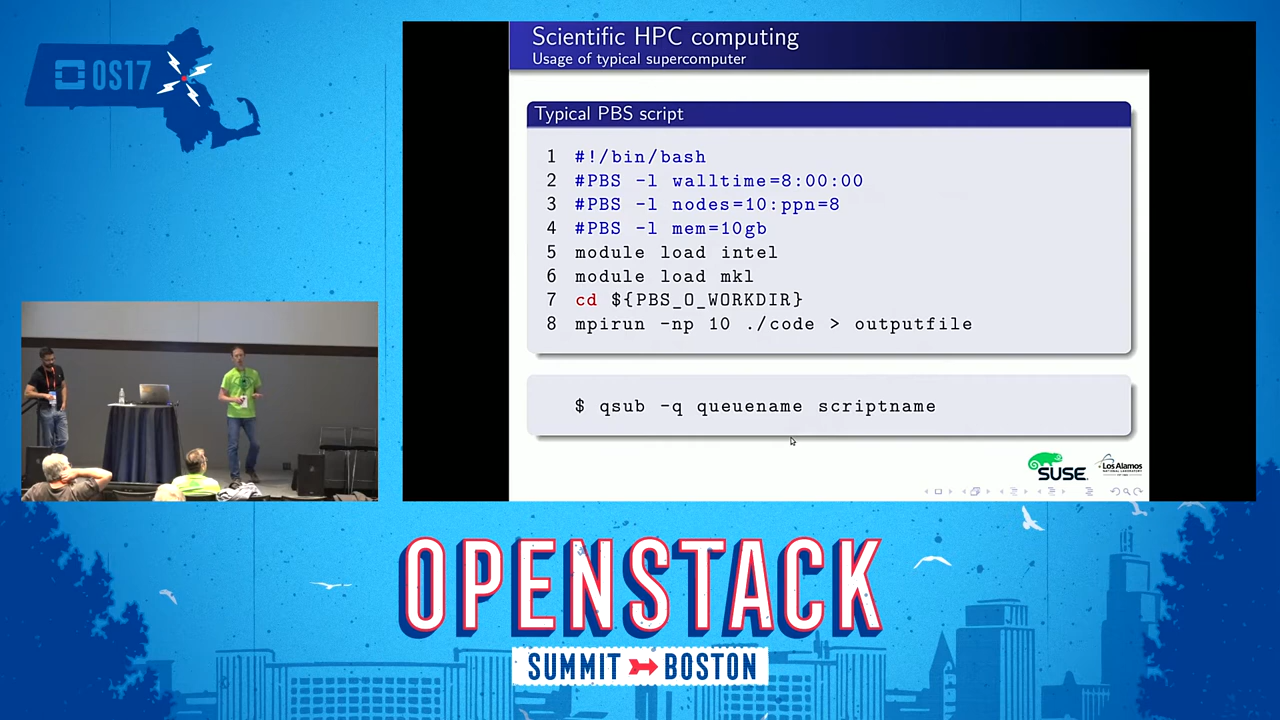 OS17
Scientific HPC computing
Usage of typical supercomputer
Typical PBS script
1 #!/bin/bash
2 #PBS -l walltime=8:00:00
3 #PBS -l nodes=10:ppn=8
4 #PBS -l mem=10gb
5 module load intel
6 module load mkl
7 cd ${PBS_O_WORKDIR}
8 mpirun -np 10 ./code > outputfile
$ qsub -q queuename scriptname
SUSE
Los Alamos
NATIONAL LABORATORY
OPENSTACK
SUMMIT BOSTON